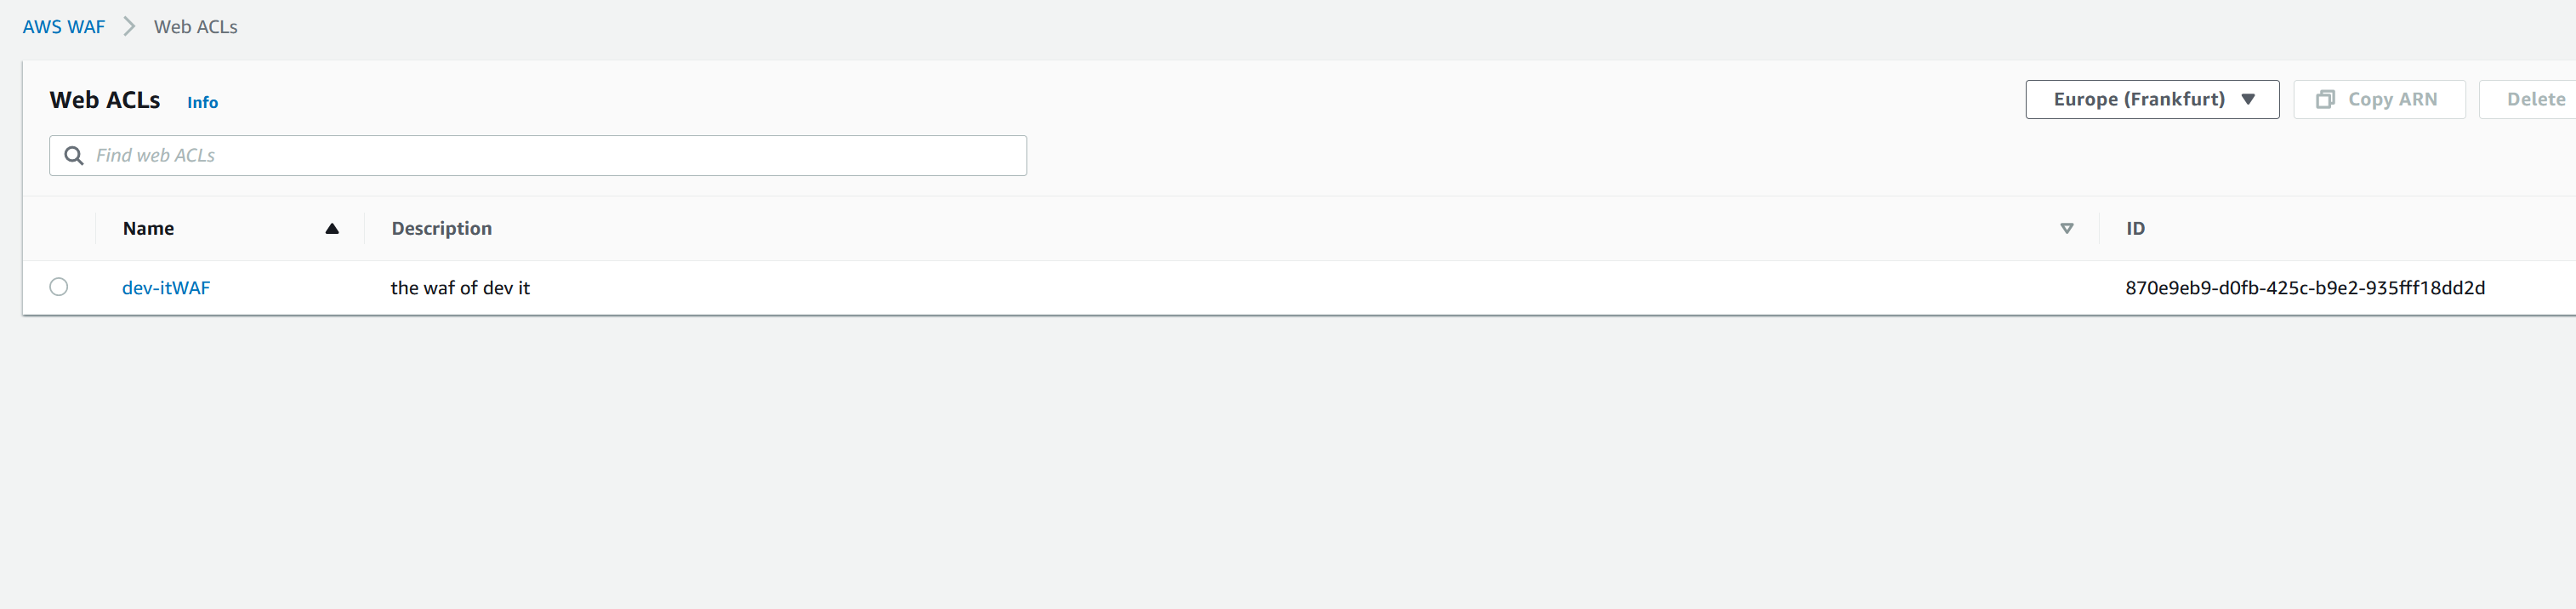 AWS WAF Web ACLs
Web ACLs Info
Europe (Frankfurt) Copy ARN Delete
Find web ACLs
Name Description ID
dev-itWAF the waf of dev it 870e9eb9-d0fb-425c-b9e2-935fff18dd2d